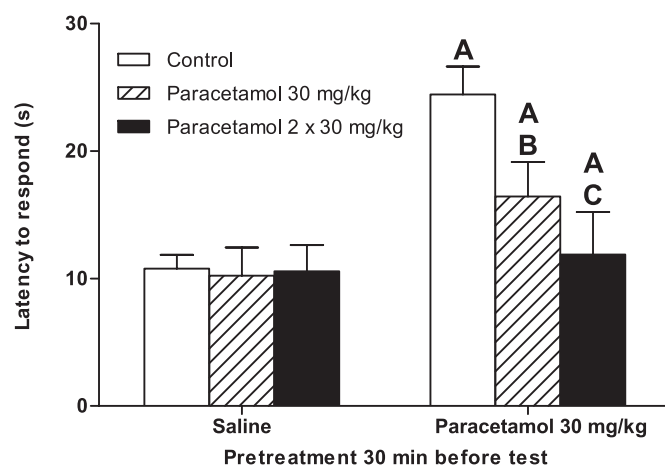 30
20
10
0
Latency to respond (s)
Control
Paracetamol 30 mg/kg
Paracetamol 2 x 30 mg/kg
A
A
B
A
C
Saline
Paracetamol 30 mg/kg
Pretreatment 30 min before test